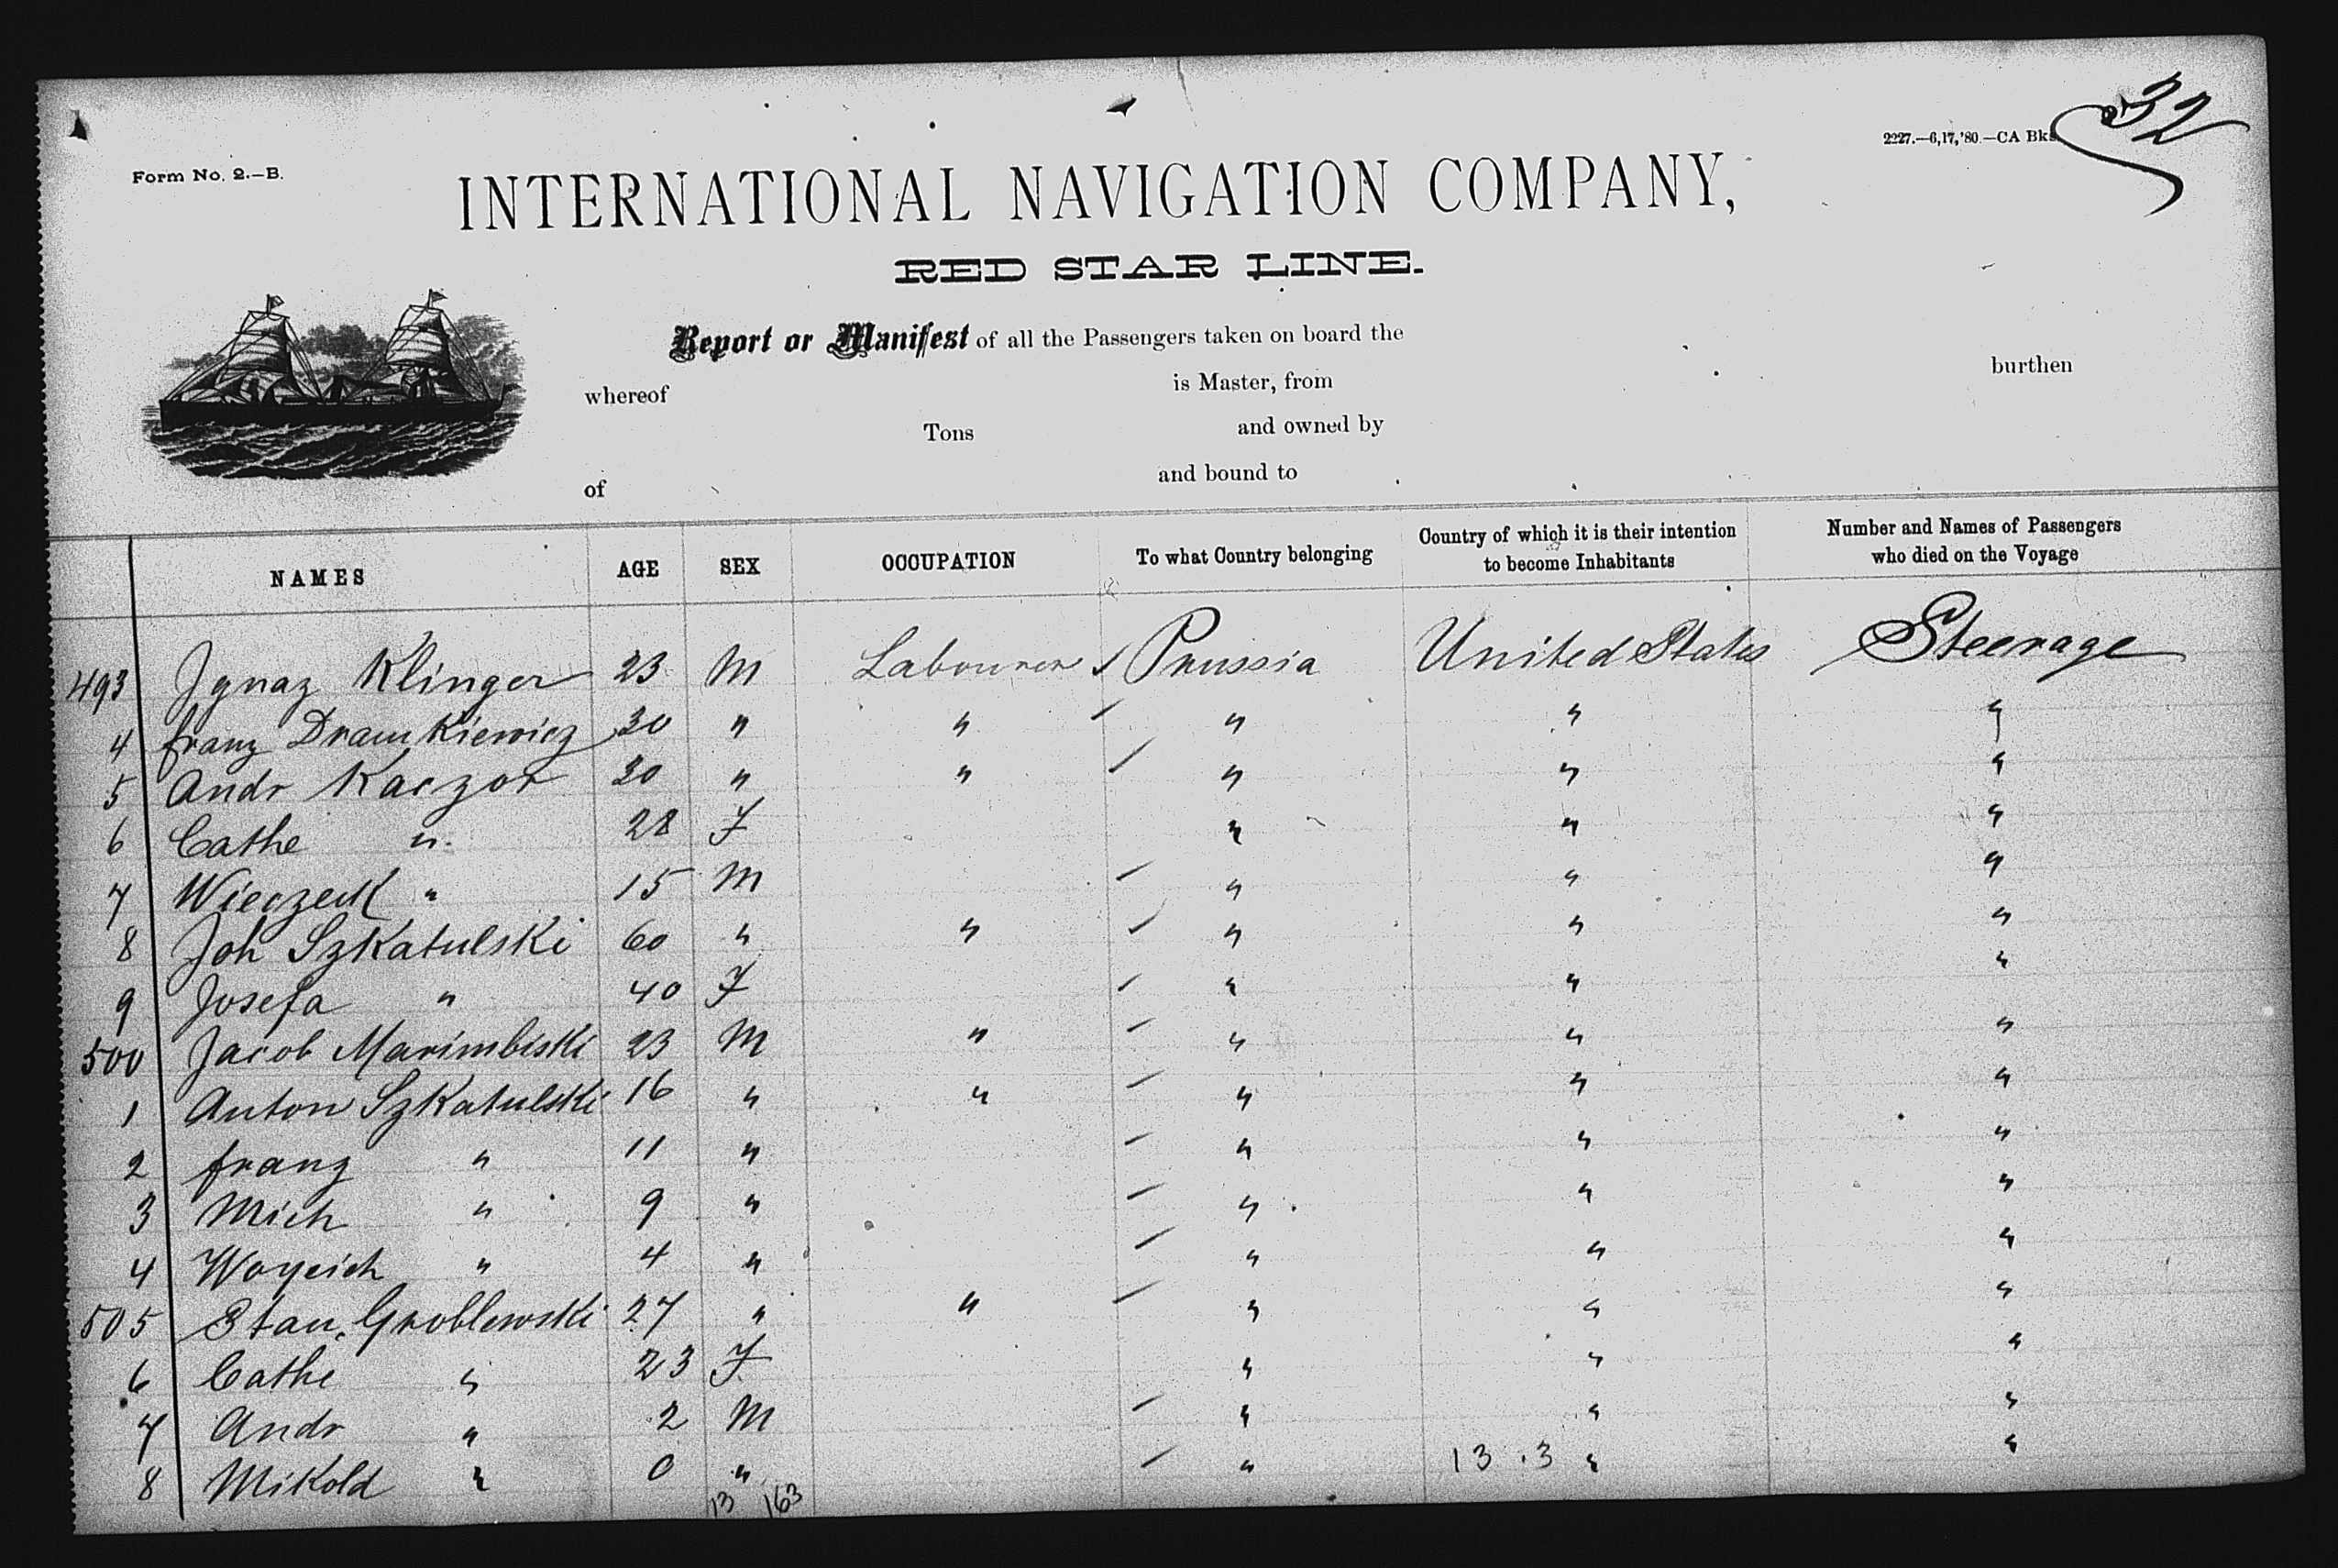 32
2227.—6,17,'80.—CA Bks
Form No. 2.—B.
INTERNATIONAL NAVIGATION COMPANY,
RED STAR LINE.
Report or Manifest of all the Passengers taken on board the
burthen
whereof is Master, from
Tons and owned by
of and bound to
NAMES AGE SEX OCCUPATION To what Country belonging Country of which it is their intention to become Inhabitants Number and Names of Passengers who died on the Voyage
493 Ignaz Klinger 23 M Labourer / Prussia United States Steerage
4 franz Dramkiewicz 30 " " / " " "
5 Andr Kaczor 30 " " / " " "
6 Cathe " 28 F " " "
7 Wieczeck " 15 M / " " "
8 Joh Szkatulski 60 " " / " " "
9 Josefa " 40 F / " " "
500 Jacob Marimbiski 23 M " / " " "
1 Anton Szkatulski 16 " " / " " "
2 franz " 11 " / " " "
3 Mich " 9 " / " " "
4 Woycich " 4 " / " " "
505 Stan. Groblewski 27 " " / " " "
6 Cathe " 23 F " " "
7 Andr " 2 M / " " "
8 Mikold " 0 " / " 13 .3 " "
13 163